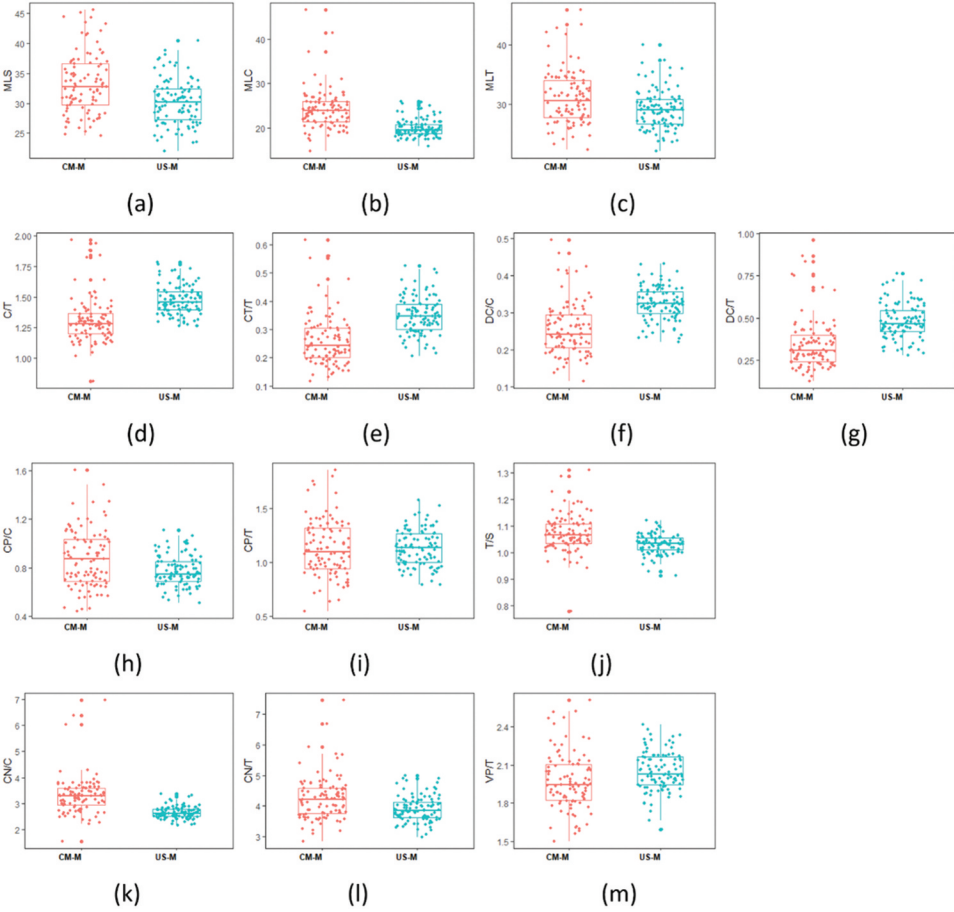 MLS
45
40
35
30
25
CM-M US-M
(a)
MLC
40
30
20
CM-M US-M
(b)
MLT
40
30
CM-M US-M
(c)
C/T
2.00
1.75
1.50
1.25
1.00
CM-M US-M
(d)
CT/T
0.6
0.5
0.4
0.3
0.2
0.1
CM-M US-M
(e)
DC/C
0.5
0.4
0.3
0.2
0.1
CM-M US-M
(f)
DC/T
1.00
0.75
0.50
0.25
CM-M US-M
(g)
CP/C
1.6
1.2
0.8
0.4
CM-M US-M
(h)
CP/T
1.5
1.0
0.5
CM-M US-M
(i)
T/S
1.3
1.2
1.1
1.0
0.9
0.8
CM-M US-M
(j)
CN/C
7
6
5
4
3
2
CM-M US-M
(k)
CN/T
7
6
5
4
3
CM-M US-M
(l)
VP/T
2.4
2.1
1.8
1.5
CM-M US-M
(m)